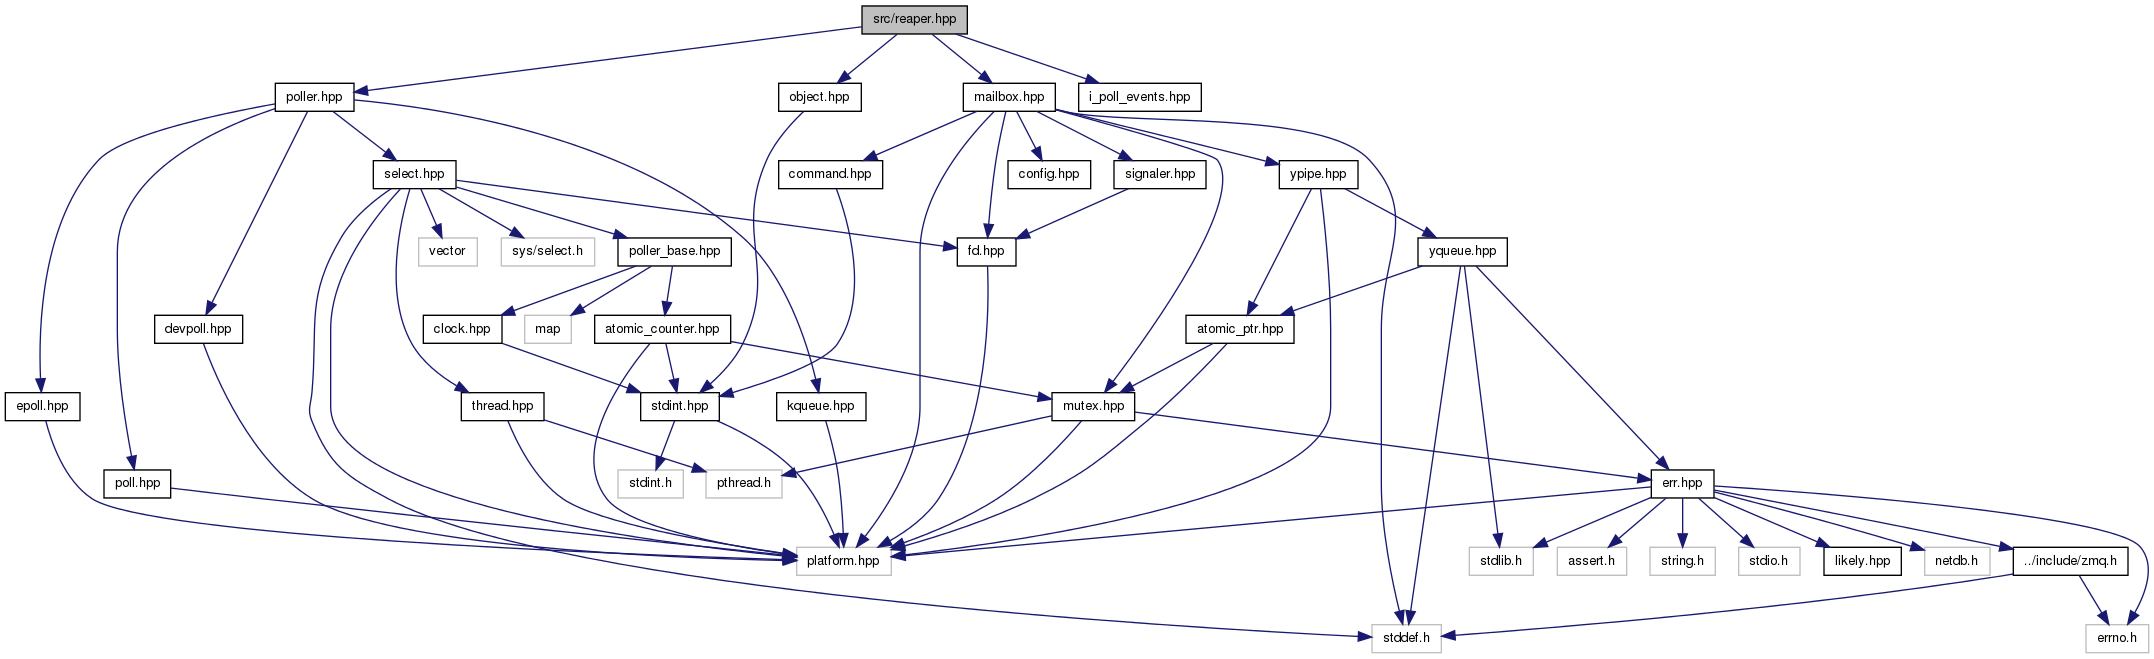 src/reaper.hpp
poller.hpp
object.hpp
mailbox.hpp
i_poll_events.hpp
select.hpp
command.hpp
config.hpp
signaler.hpp
ypipe.hpp
vector
sys/select.h
poller_base.hpp
fd.hpp
yqueue.hpp
devpoll.hpp
clock.hpp
map
atomic_counter.hpp
atomic_ptr.hpp
epoll.hpp
thread.hpp
stdint.hpp
kqueue.hpp
mutex.hpp
poll.hpp
stdint.h
pthread.h
err.hpp
platform.hpp
stdlib.h
assert.h
string.h
stdio.h
likely.hpp
netdb.h
../include/zmq.h
stddef.h
errno.h